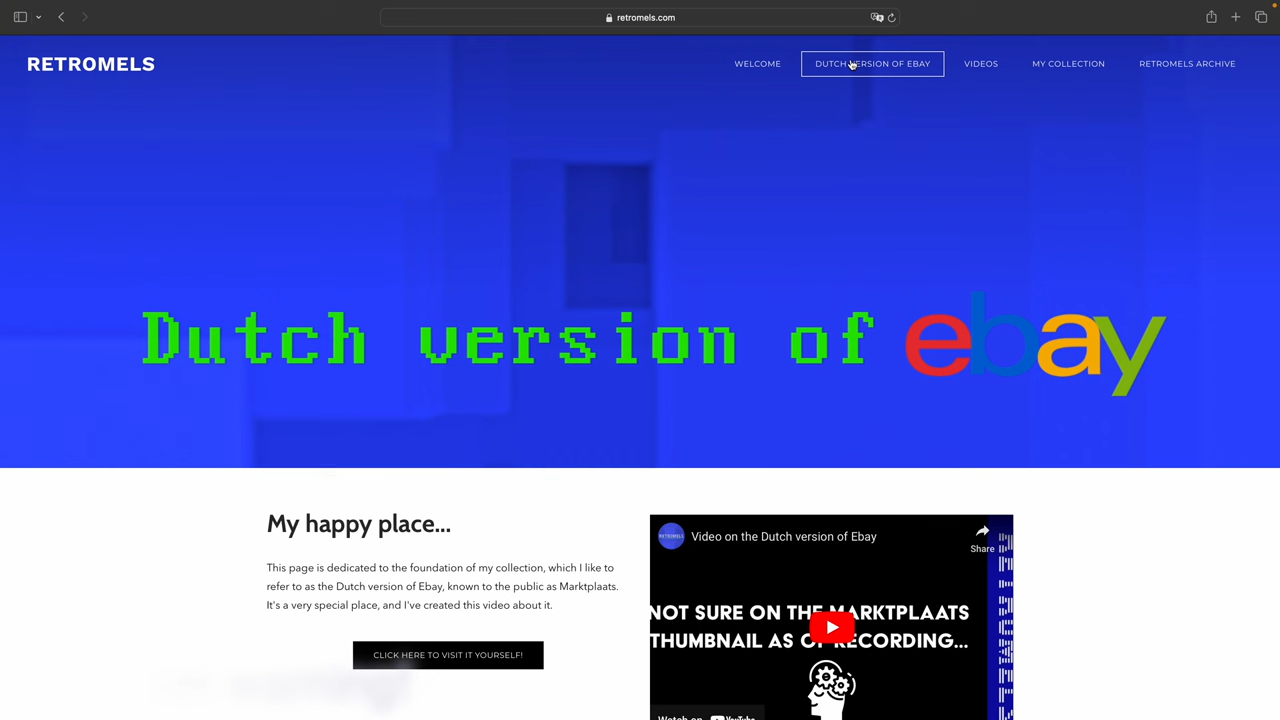 retromels.com
RETROMELS
WELCOME
DUTCH VERSION OF EBAY
VIDEOS
MY COLLECTION
RETROMELS ARCHIVE
Dutch version of ebay
My happy place...
This page is dedicated to the foundation of my collection, which I like to
refer to as the Dutch version of Ebay, known to the public as Marktplaats.
It's a very special place, and I've created this video about it.
CLICK HERE TO VISIT IT YOURSELF!
RETROMELS
Video on the Dutch version of Ebay
Share
NOT SURE ON THE MARKTPLAATS
THUMBNAIL AS OF RECORDING...
Watch on YouTube